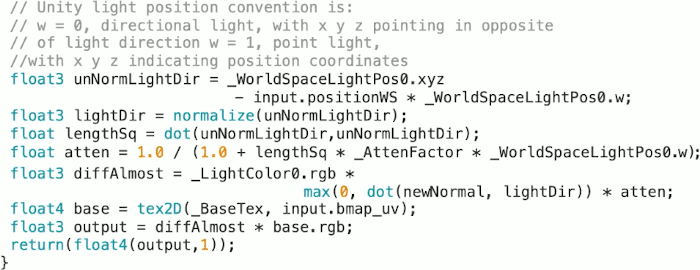 // Unity light position convention is:
// w = 0, directional light, with x y z pointing in opposite
// of light direction w = 1, point light,
//with x y z indicating position coordinates
float3 unNormLightDir = _WorldSpaceLightPos0.xyz
- input.positionWS * _WorldSpaceLightPos0.w;
float3 lightDir = normalize(unNormLightDir);
float lengthSq = dot(unNormLightDir,unNormLightDir);
float atten = 1.0 / (1.0 + lengthSq * _AttenFactor * _WorldSpaceLightPos0.w);
float3 diffAlmost = _LightColor0.rgb *
max(0, dot(newNormal, lightDir)) * atten;
float4 base = tex2D(_BaseTex, input.bmap_uv);
float3 output = diffAlmost * base.rgb;
return(float4(output,1));
}